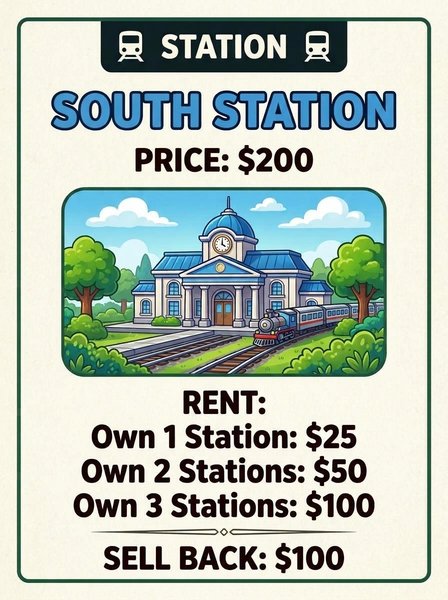 STATION
SOUTH STATION
PRICE: $200
RENT:
Own 1 Station: $25
Own 2 Stations: $50
Own 3 Stations: $100
SELL BACK: $100